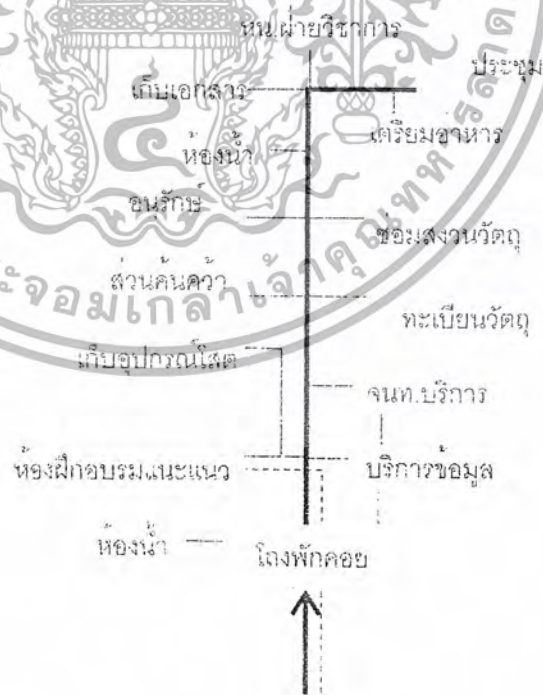 หน.ฝ่ายวิชาการ
ประชุม
เก็บเอกสาร
เตรียมอาหาร
ห้องน้ำ
อนุรักษ์
ซ่อมสงวนวัตถุ
ส่วนค้นคว้า
ทะเบียนวัตถุ
เก็บอุปกรณ์โสต
จนท.บริการ
ห้องฝึกอบรมแนะแนว
บริการข้อมูล
ห้องน้ำ
โถงพักคอย